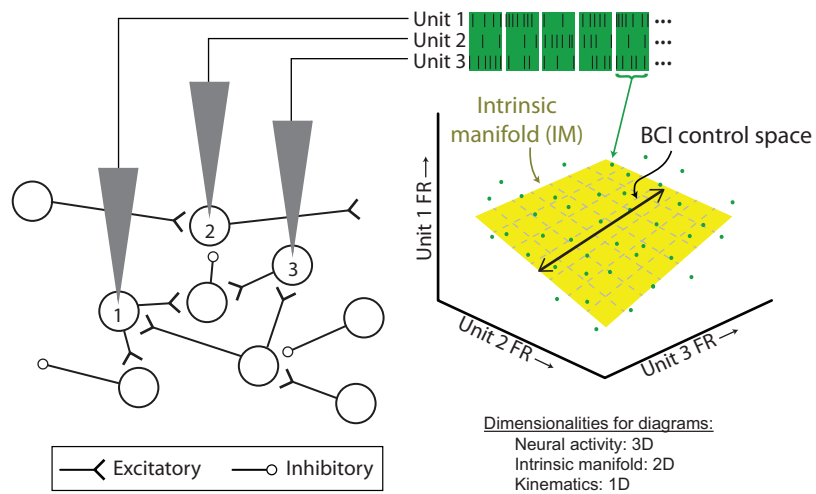 Unit 1
Unit 2
Unit 3
Intrinsic
manifold (IM)
BCI control space
Unit 1 FR →
Unit 2 FR →
Unit 3 FR →
1
2
3
Excitatory
Inhibitory
Dimensionalities for diagrams:
Neural activity: 3D
Intrinsic manifold: 2D
Kinematics: 1D